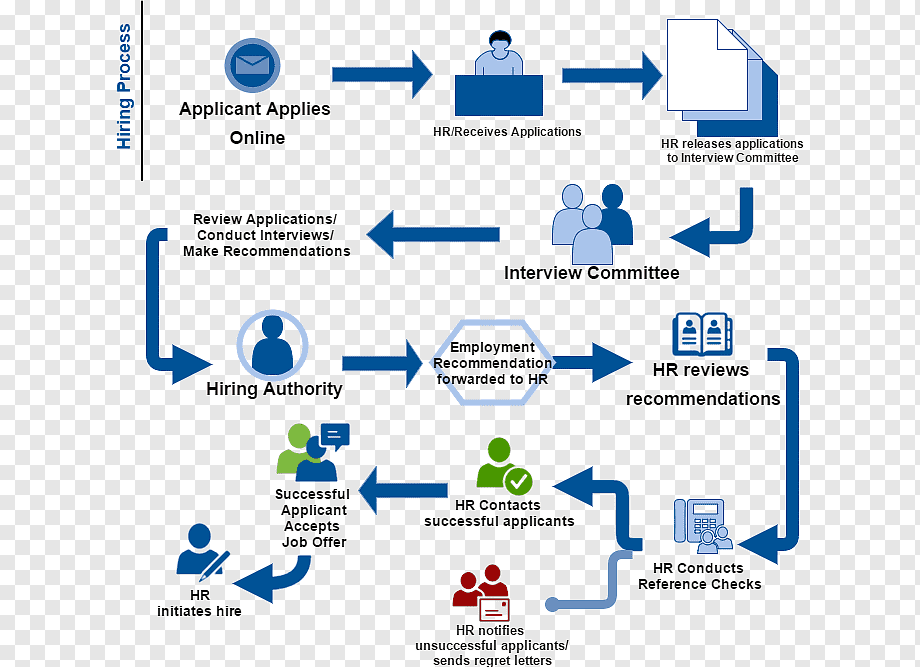 Hiring Process
Applicant Applies
Online
HR/Receives Applications
HR releases applications
to Interview Committee
Interview Committee
Review Applications/
Conduct Interviews/
Make Recommendations
Hiring Authority
Employment
Recommendation
forwarded to HR
HR reviews
recommendations
HR Conducts
Reference Checks
HR Contacts
successful applicants
Successful
Applicant
Accepts
Job Offer
HR
initiates hire
HR notifies
unsuccessful applicants/
sends regret letters